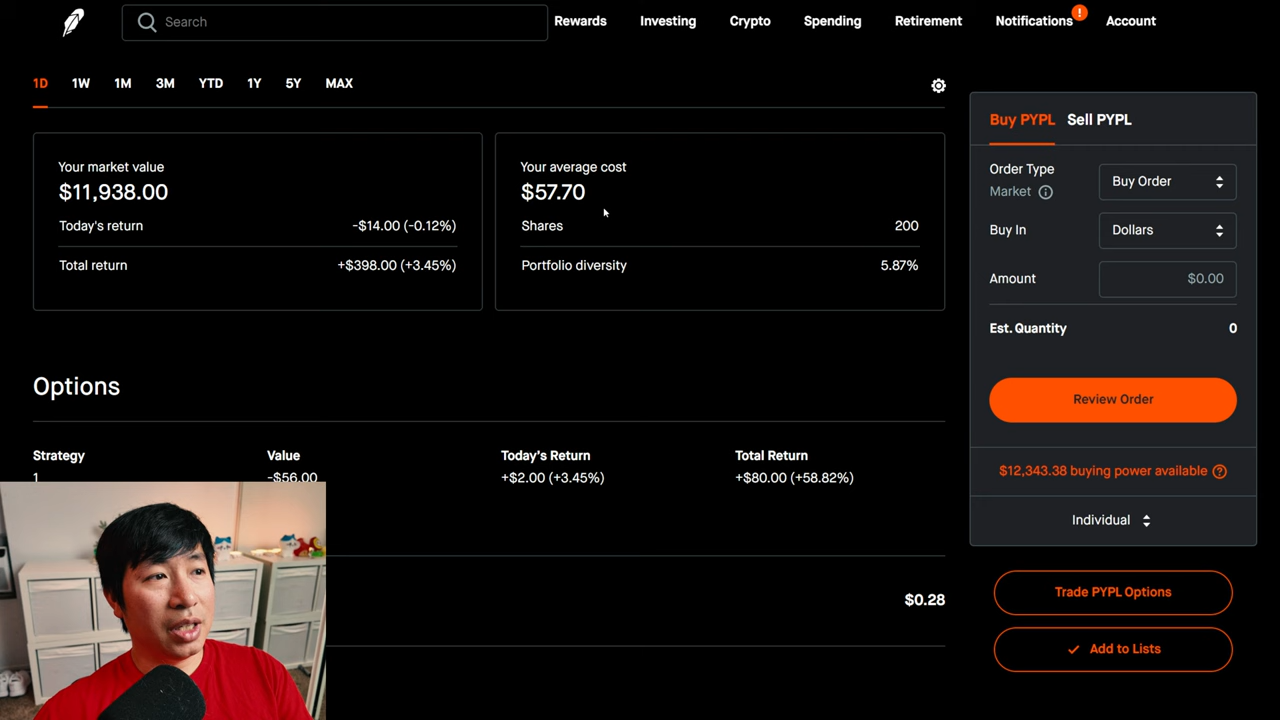 Search
Rewards
Investing
Crypto
Spending
Retirement
Notifications
!
Account
1D
1W
1M
3M
YTD
1Y
5Y
MAX
Your market value
$11,938.00
Today's return
-$14.00 (-0.12%)
Total return
+$398.00 (+3.45%)
Your average cost
$57.70
Shares
200
Portfolio diversity
5.87%
Buy PYPL
Sell PYPL
Order Type
Market
Buy Order
Buy In
Dollars
Amount
$0.00
Est. Quantity
0
Review Order
$12,343.38 buying power available
Individual
Trade PYPL Options
Add to Lists
Options
Strategy
Value
Today's Return
Total Return
1
-$56.00
+$2.00 (+3.45%)
+$80.00 (+58.82%)
$0.28